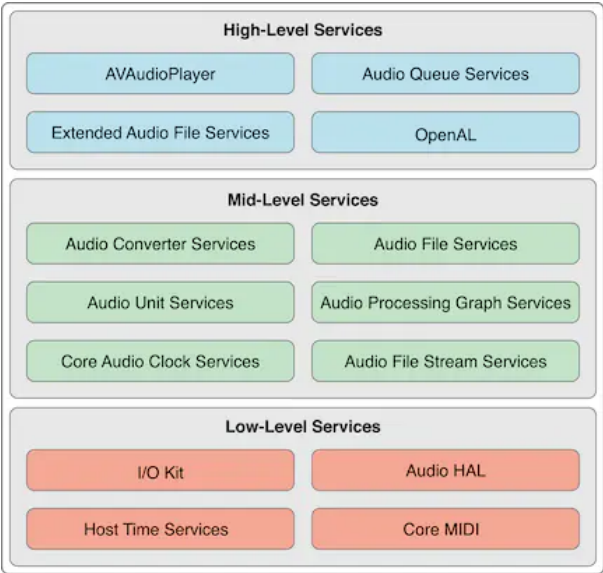 High-Level Services
AVAudioPlayer
Audio Queue Services
Extended Audio File Services
OpenAL
Mid-Level Services
Audio Converter Services
Audio File Services
Audio Unit Services
Audio Processing Graph Services
Core Audio Clock Services
Audio File Stream Services
Low-Level Services
I/O Kit
Audio HAL
Host Time Services
Core MIDI